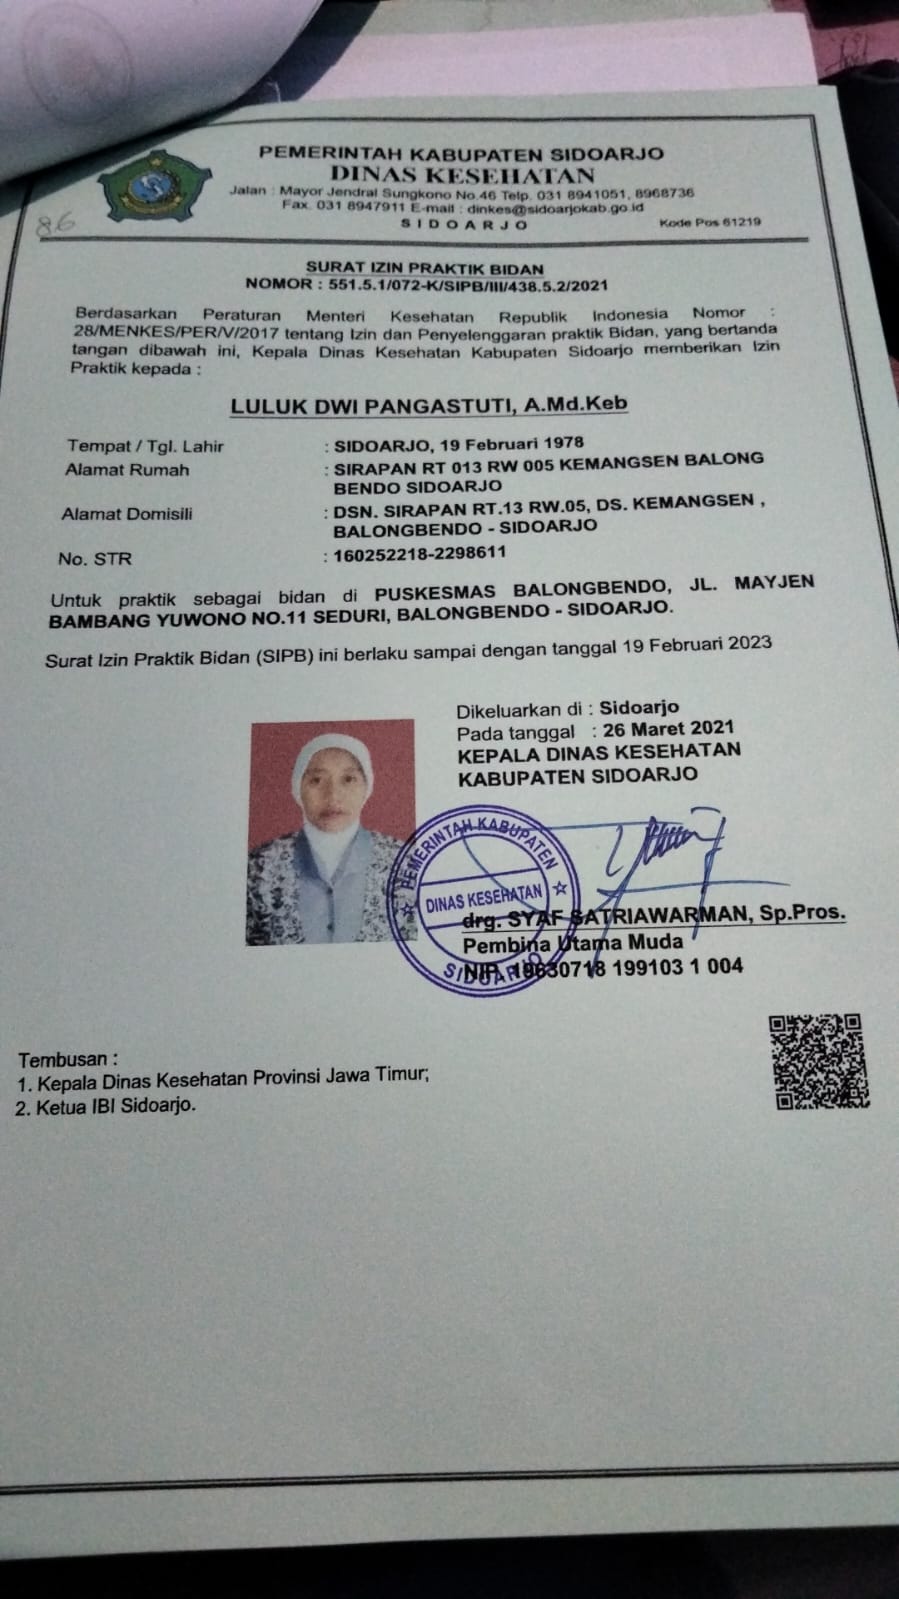 PEMERINTAH KABUPATEN SIDOARJO
DINAS KESEHATAN
Jalan : Mayor Jendral Sungkono No.46 Telp. 031 8941051, 8968736
Fax. 031 8947911 E-mail : dinkes@sidoarjokab.go.id
SIDOARJO
Kode Pos 61219
86
SURAT IZIN PRAKTIK BIDAN
NOMOR : 551.5.1/072-K/SIPB/III/438.5.2/2021
Berdasarkan Peraturan Menteri Kesehatan Republik Indonesia Nomor :
28/MENKES/PER/V/2017 tentang Izin dan Penyelenggaran praktik Bidan, yang bertanda
tangan dibawah ini, Kepala Dinas Kesehatan Kabupaten Sidoarjo memberikan Izin
Praktik kepada :
LULUK DWI PANGASTUTI, A.Md.Keb
Tempat / Tgl. Lahir : SIDOARJO, 19 Februari 1978
Alamat Rumah : SIRAPAN RT 013 RW 005 KEMANGSEN BALONG
BENDO SIDOARJO
Alamat Domisili : DSN. SIRAPAN RT.13 RW.05, DS. KEMANGSEN ,
BALONGBENDO - SIDOARJO
No. STR : 160252218-2298611
Untuk praktik sebagai bidan di PUSKESMAS BALONGBENDO, JL. MAYJEN
BAMBANG YUWONO NO.11 SEDURI, BALONGBENDO - SIDOARJO.
Surat Izin Praktik Bidan (SIPB) ini berlaku sampai dengan tanggal 19 Februari 2023
Dikeluarkan di : Sidoarjo
Pada tanggal : 26 Maret 2021
KEPALA DINAS KESEHATAN
KABUPATEN SIDOARJO
PEMERINTAH KABUPATEN
DINAS KESEHATAN
SIDOARJO
drg. SYAF SATRIAWARMAN, Sp.Pros.
Pembina Utama Muda
NIP. 19630718 199103 1 004
Tembusan :
1. Kepala Dinas Kesehatan Provinsi Jawa Timur;
2. Ketua IBI Sidoarjo.